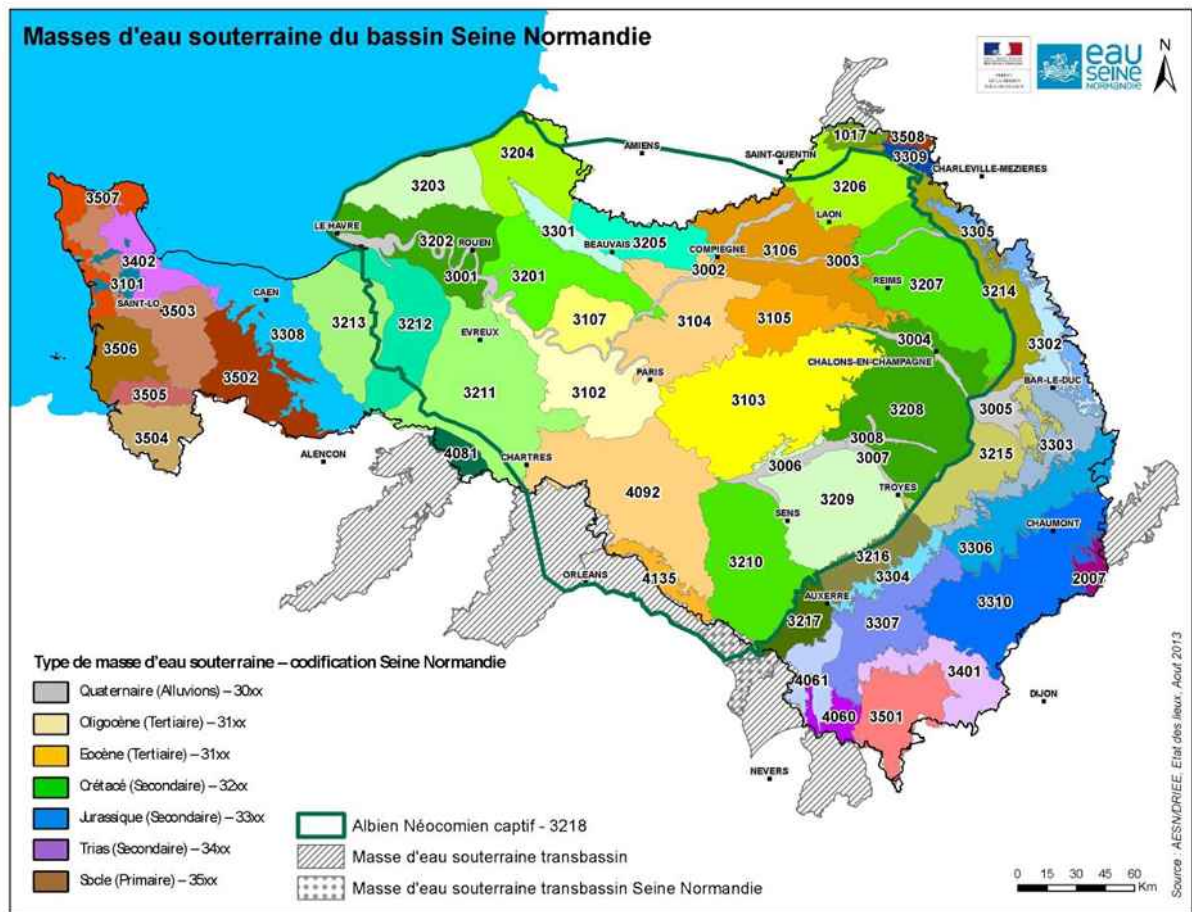 Masses d'eau souterraine du bassin Seine Normandie
eau
SEINE
NORMANDIE
N
1017
3508
3309
AMIENS
SAINT-QUENTIN
CHARLEVILLE-MEZIERES
3204
3203
3206
3507
LAON
3305
LE HAVRE
3202
ROUEN
3301
BEAUVAIS
3205
COMPIEGNE
3106
3402
3002
3003
3101
3001
3201
REIMS
3207
3214
SAINT-LO
CAEN
3503
3308
3213
3212
3107
3104
3105
EVREUX
3004
3302
3506
CHALONS-EN-CHAMPAGNE
3502
PARIS
BAR-LE-DUC
3505
3211
3102
3103
3208
3005
3504
3008
3303
ALENCON
4081
CHARTRES
3006
3007
3215
4092
3209
TROYES
SENS
CHAUMONT
3216
3306
3210
ORLEANS
4135
3304
2007
AUXERRE
3310
3217
3307
4061
3401
4060
3501
DIJON
NEVERS
Type de masse d'eau souterraine – codification Seine Normandie
Quaternaire (Alluvions) – 30xx
Oligocène (Tertiaire) – 31xx
Eocène (Tertiaire) – 31xx
Crétacé (Secondaire) – 32xx
Jurassique (Secondaire) – 33xx
Trias (Secondaire) – 34xx
Socle (Primaire) – 35xx
Albien Néocomien captif - 3218
Masse d'eau souterraine transbassin
Masse d'eau souterraine transbassin Seine Normandie
0 15 30 45 60
Km
Source : AESN/DRIEE, Etat des lieux, Aout 2013